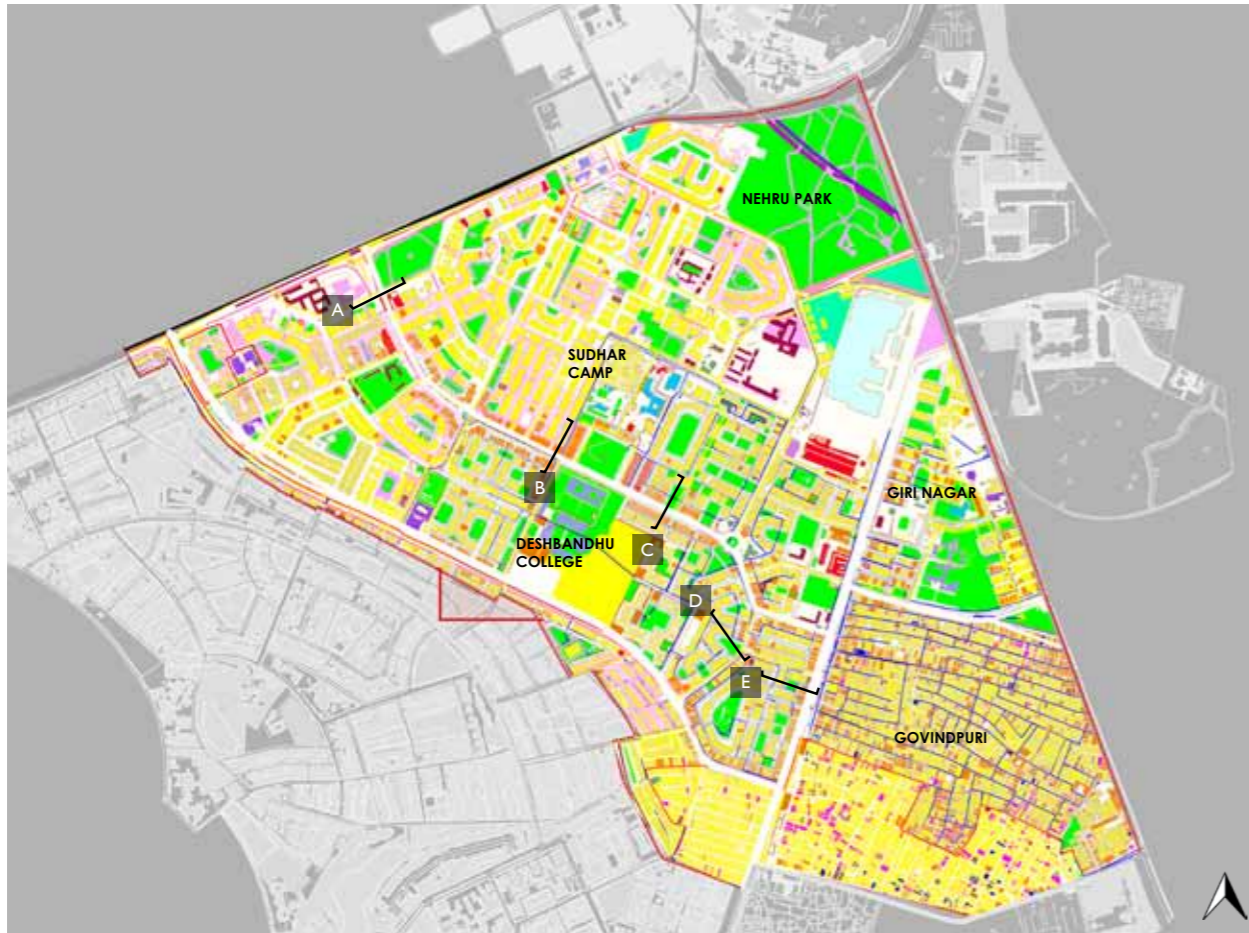 NEHRU PARK
A
SUDHAR
CAMP
B
GIRI NAGAR
DESHBANDHU
COLLEGE
C
D
E
GOVINDPURI